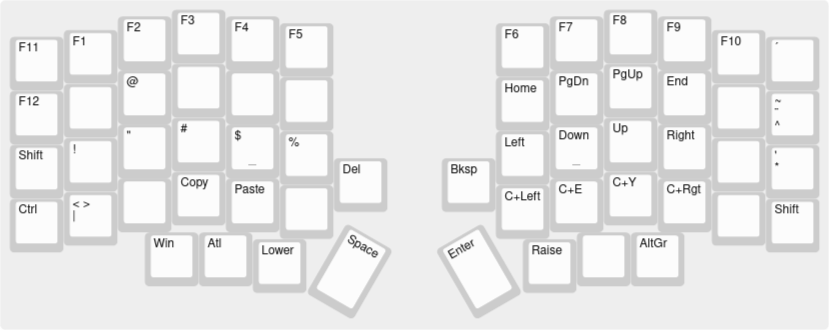 F11 F1 F2 F3 F4 F5 F6 F7 F8 F9 F10 ´
F12 @ Home PgDn PgUp End ~
¨
^
Shift ! " # $ % Left Down Up Right '
_ _ *
Del Bksp
Ctrl < > Copy Paste C+Left C+E C+Y C+Rgt Shift
|
Win Atl Lower Space Enter Raise AltGr